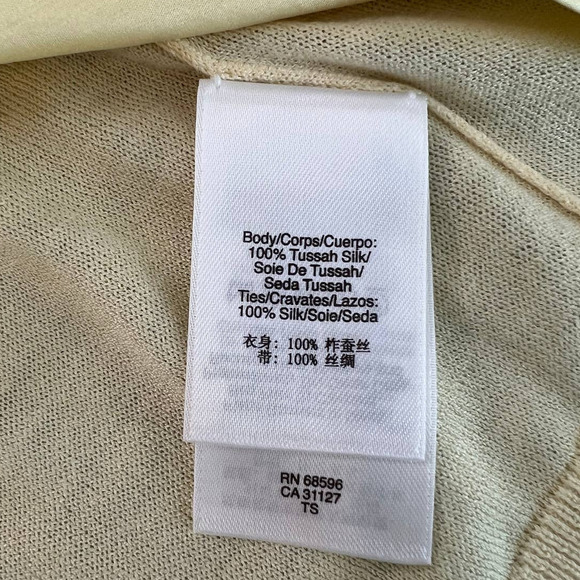 Body/Corps/Cuerpo:
100% Tussah Silk/
Soie De Tussah/
Seda Tussah
Ties/Cravates/Lazos:
100% Silk/Soie/Seda
衣身: 100% 柞蚕丝
带: 100% 丝绸
RN 68596
CA 31127
TS